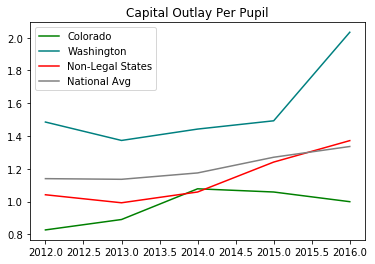 Capital Outlay Per Pupil
Colorado
Washington
Non-Legal States
National Avg
2.0
1.8
1.6
1.4
1.2
1.0
0.8
2012.0 2012.5 2013.0 2013.5 2014.0 2014.5 2015.0 2015.5 2016.0